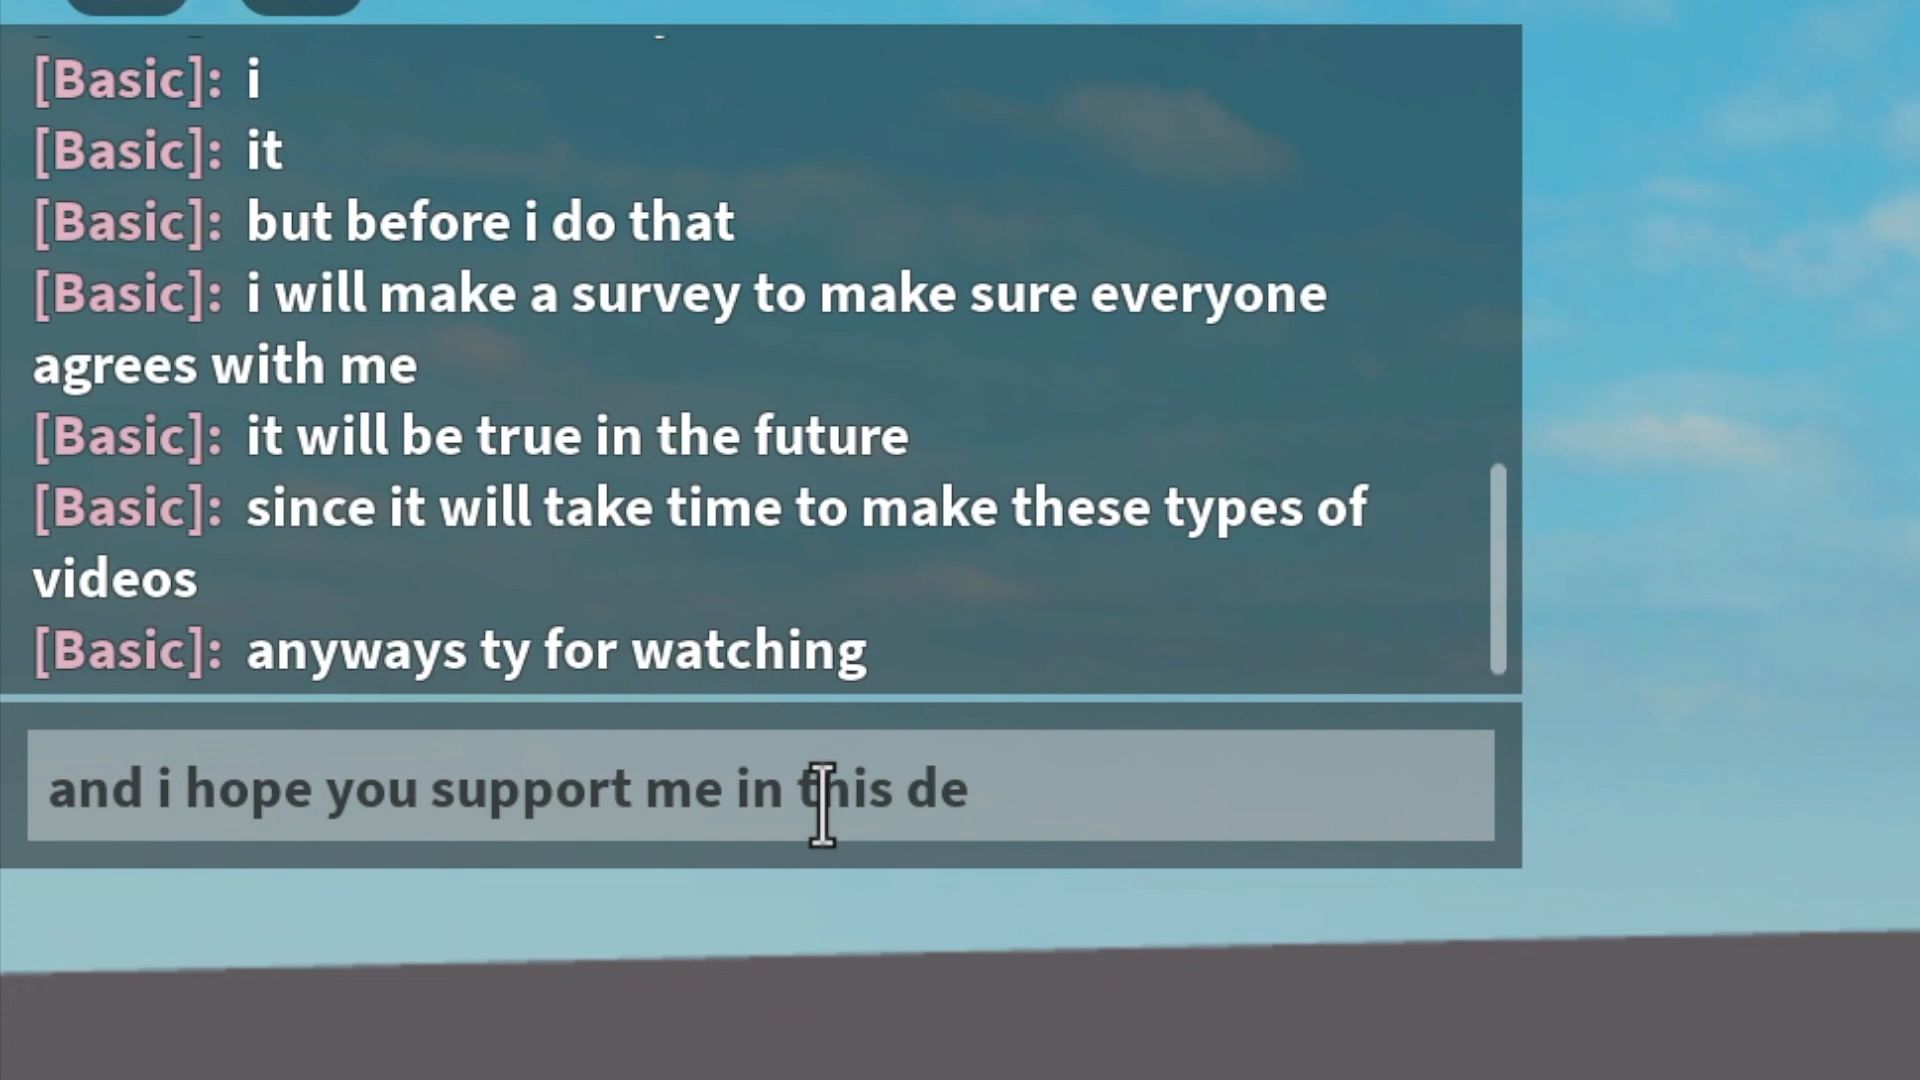 [Basic]: i
[Basic]: it
[Basic]: but before i do that
[Basic]: i will make a survey to make sure everyone
agrees with me
[Basic]: it will be true in the future
[Basic]: since it will take time to make these types of
videos
[Basic]: anyways ty for watching
and i hope you support me in this de